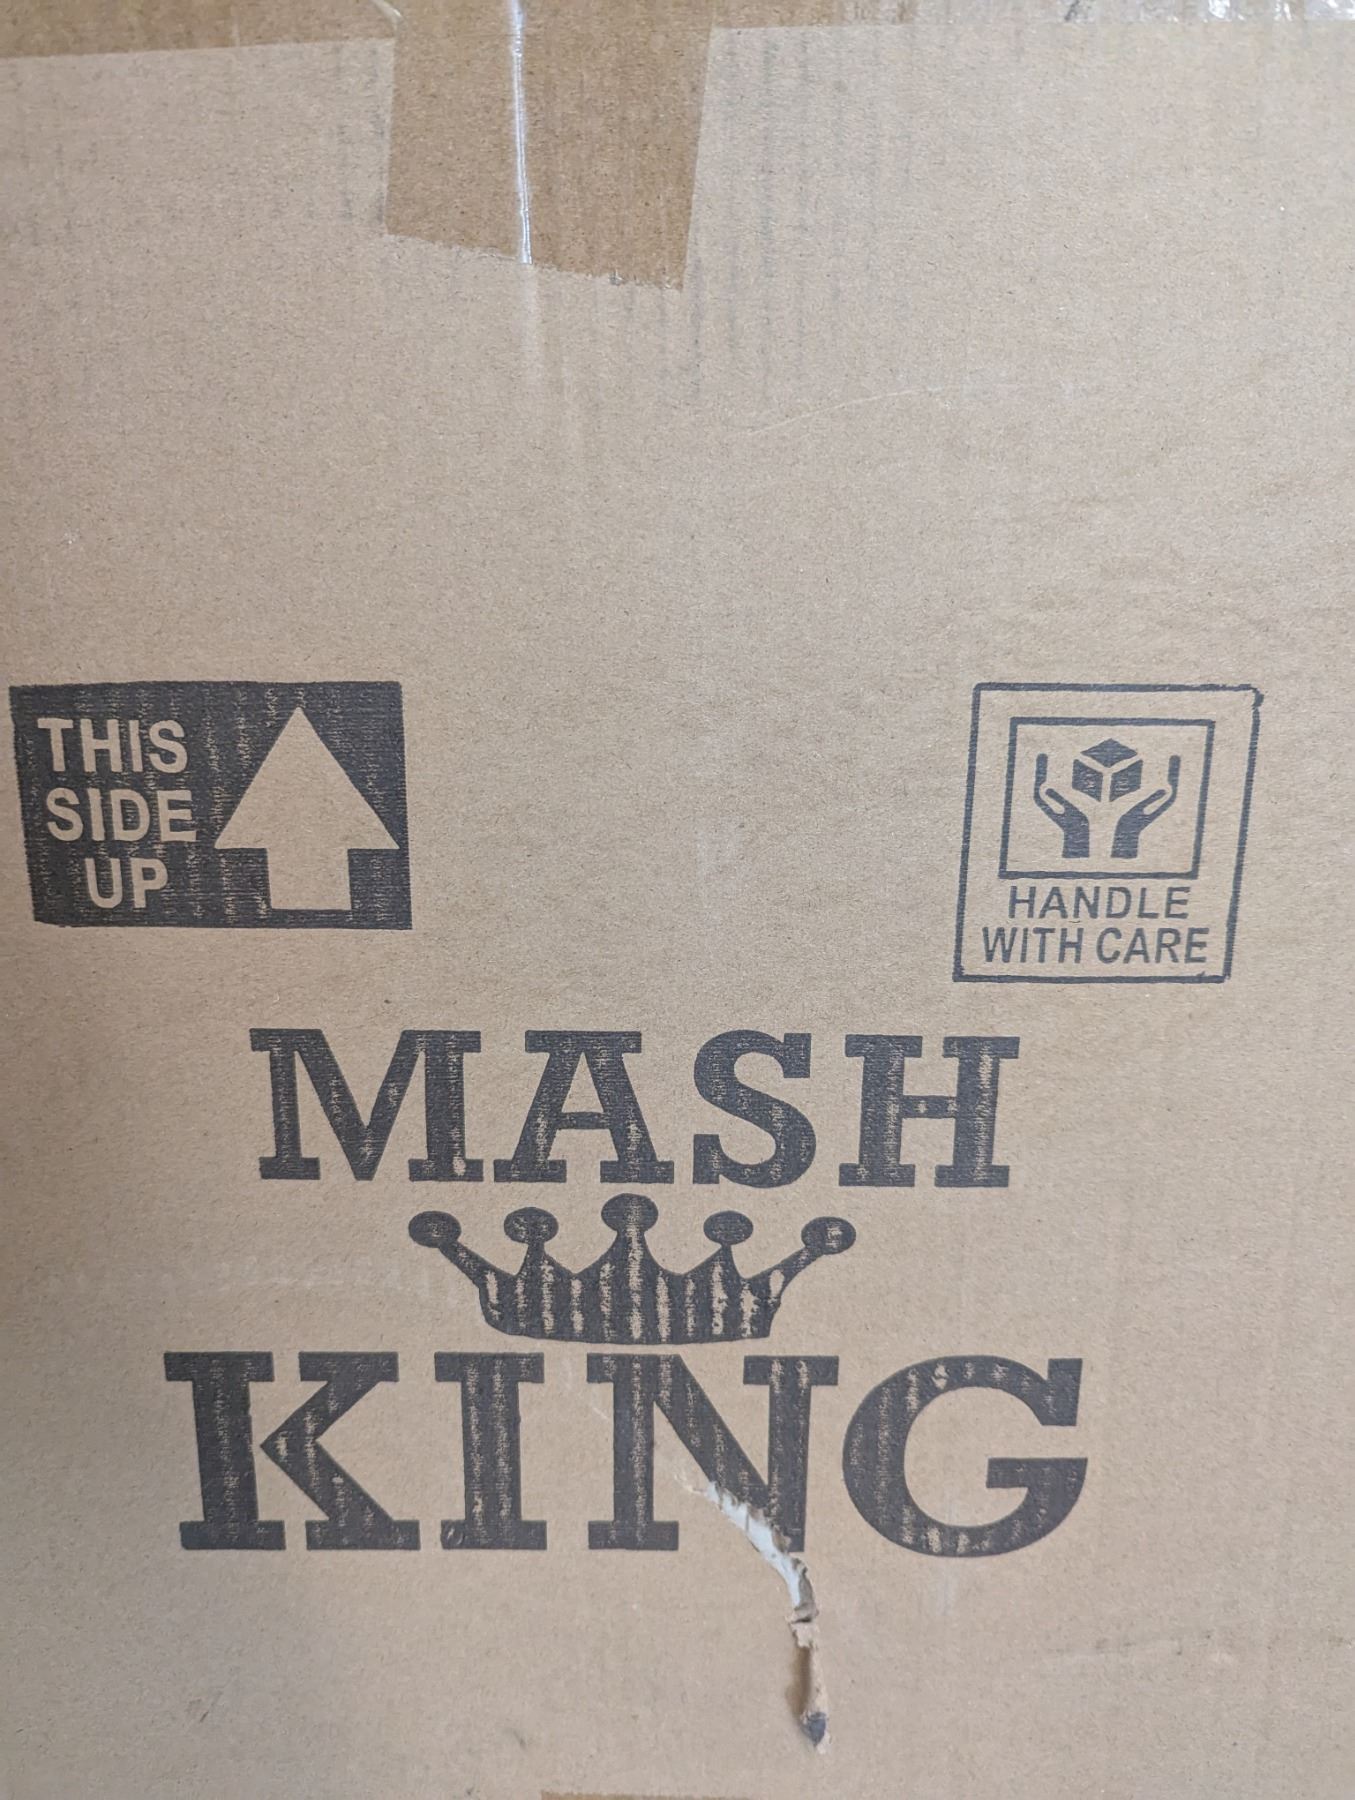 THIS
SIDE
UP
HANDLE
WITH CARE
MASH
KING